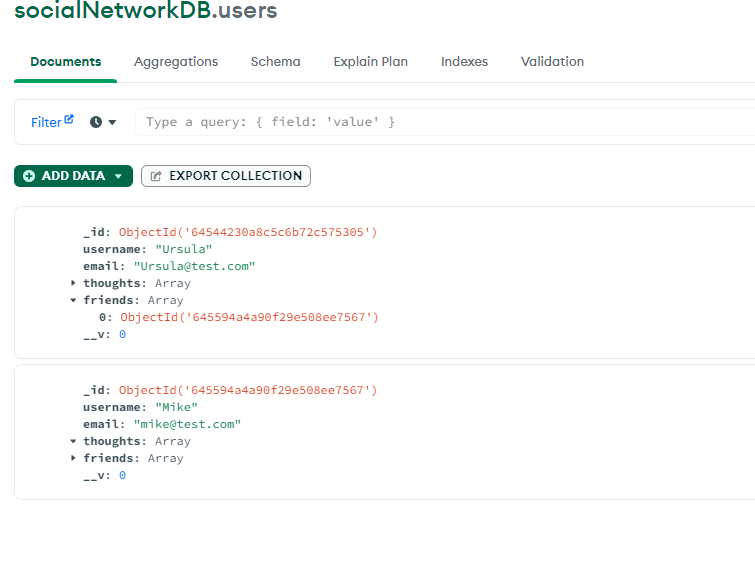 socialNetworkDB.users
Documents Aggregations Schema Explain Plan Indexes Validation
Filter Type a query: { field: 'value' }
ADD DATA EXPORT COLLECTION
_id: ObjectId('64544230a8c5c6b72c575305')
username: "Ursula"
email: "Ursula@test.com"
thoughts: Array
friends: Array
0: ObjectId('645594a4a90f29e508ee7567')
__v: 0
_id: ObjectId('645594a4a90f29e508ee7567')
username: "Mike"
email: "mike@test.com"
thoughts: Array
friends: Array
__v: 0